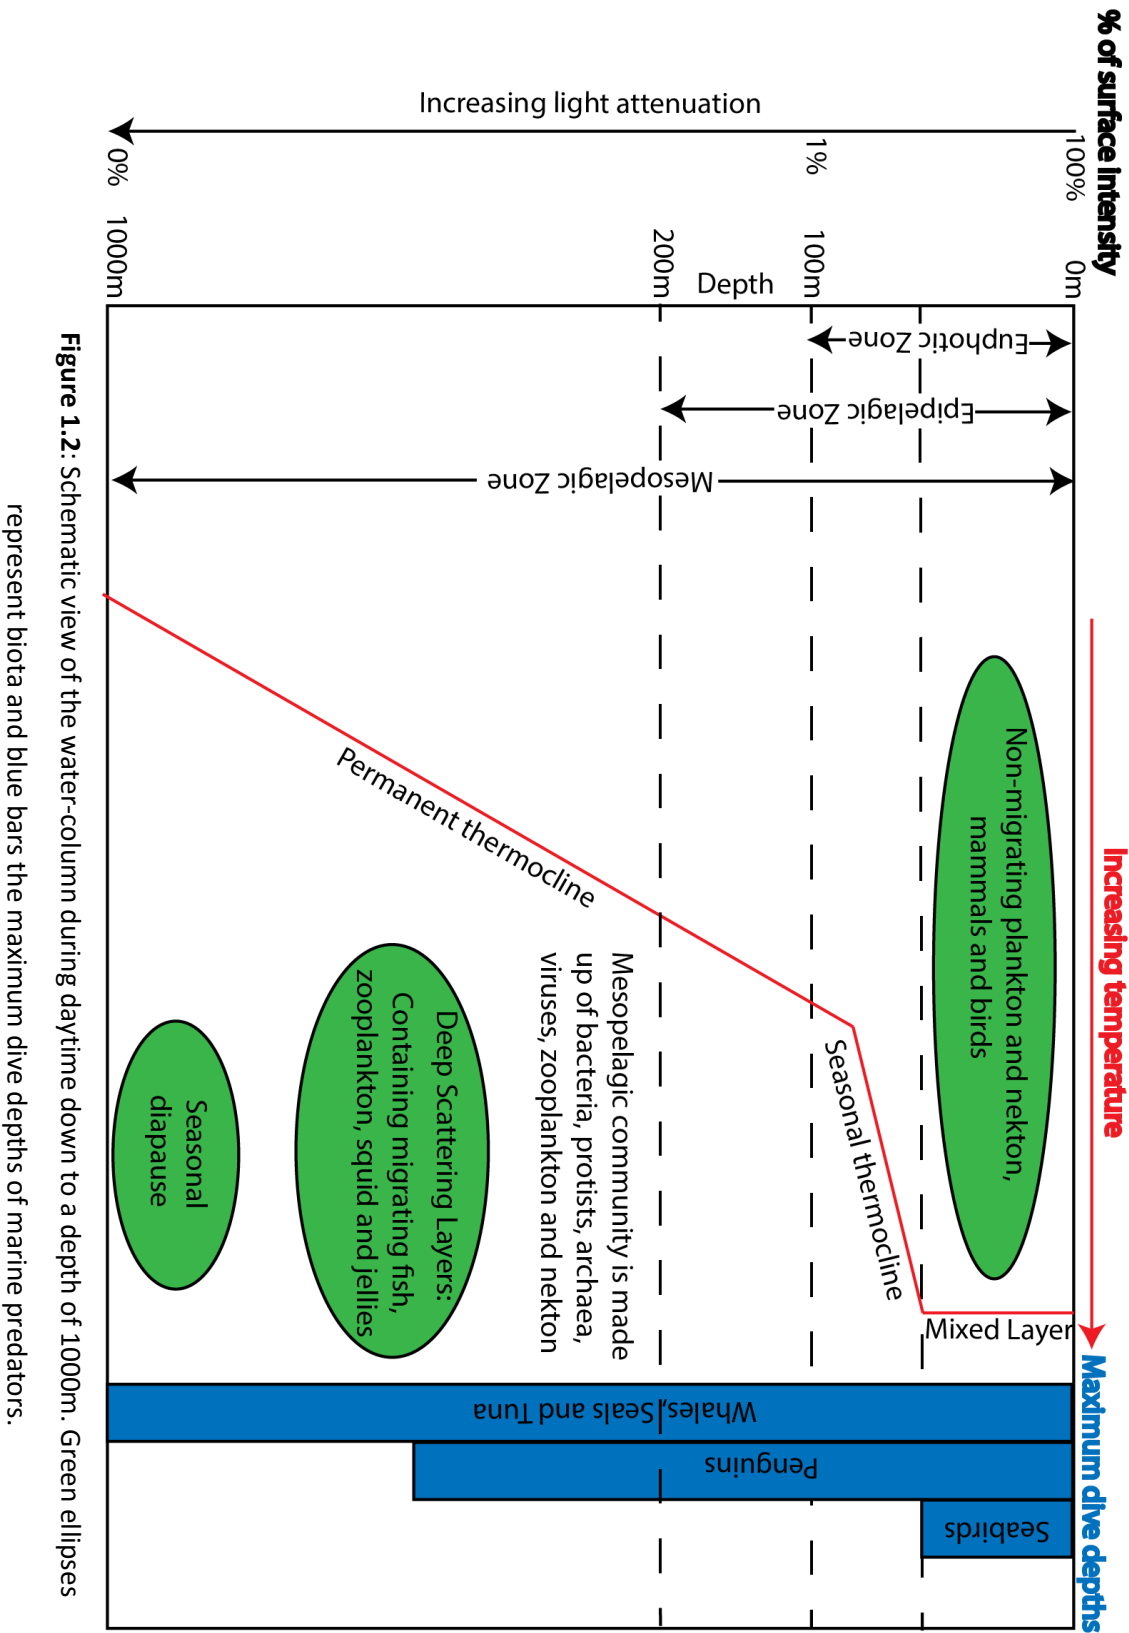 % of surface intensity
Increasing temperature
Maximum dive depths
100%
1%
0%
Increasing light attenuation
0m
100m
200m
1000m
Depth
Euphotic Zone
Epipelagic Zone
Mesopelagic Zone
Non-migrating plankton and nekton,
mammals and birds
Mixed Layer
Seasonal thermocline
Permanent thermocline
Mesopelagic community is made
up of bacteria, protists, archaea,
viruses, zooplankton and nekton
Deep Scattering Layers:
Containing migrating fish,
zooplankton, squid and jellies
Seasonal
diapause
Whales, Seals and Tuna
Penguins
Seabirds
Figure 1.2: Schematic view of the water-column during daytime down to a depth of 1000m. Green ellipses
represent biota and blue bars the maximum dive depths of marine predators.